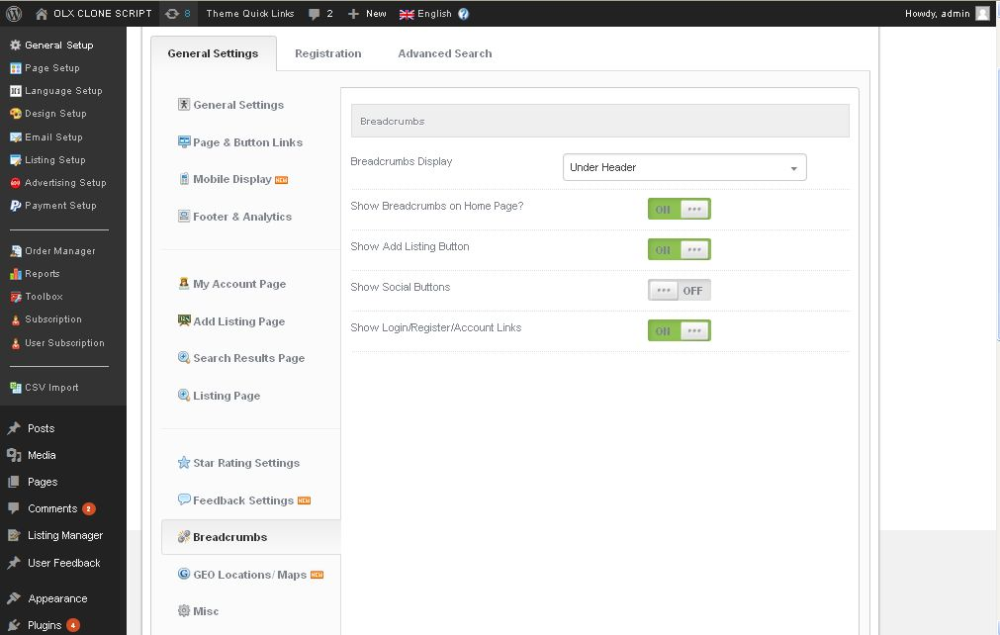 OLX CLONE SCRIPT 8 Theme Quick Links 2 New English ? Howdy, admin
General Setup
Page Setup
Language Setup
Design Setup
Email Setup
Listing Setup
Advertising Setup
Payment Setup
Order Manager
Reports
Toolbox
Subscription
User Subscription
CSV Import
Posts
Media
Pages
Comments 2
Listing Manager
User Feedback
Appearance
Plugins 4
General Settings Registration Advanced Search
General Settings
Page & Button Links
Mobile Display NEW
Footer & Analytics
My Account Page
Add Listing Page
Search Results Page
Listing Page
Star Rating Settings
Feedback Settings NEW
Breadcrumbs
GEO Locations/Maps NEW
Misc
Breadcrumbs
Breadcrumbs Display Under Header
Show Breadcrumbs on Home Page? ON
Show Add Listing Button ON
Show Social Buttons OFF
Show Login/Register/Account Links ON